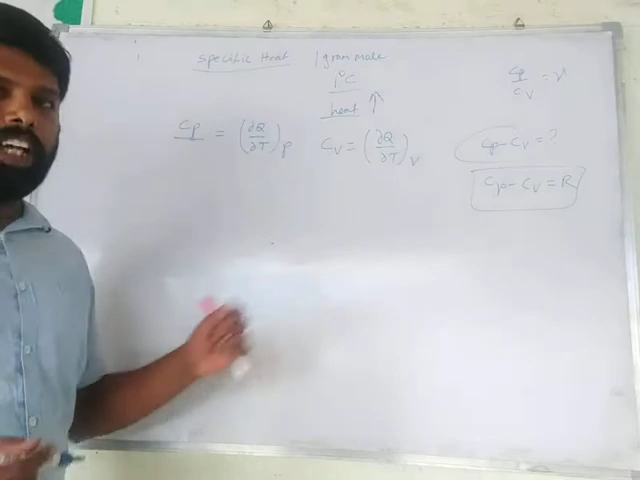 Specific Heat 1 gram mole
1°C
heat ↑
Cp = (∂Q/∂T)p Cv = (∂Q/∂T)v
Cp/Cv = γ
Cp - Cv = ?
Cp - Cv = R